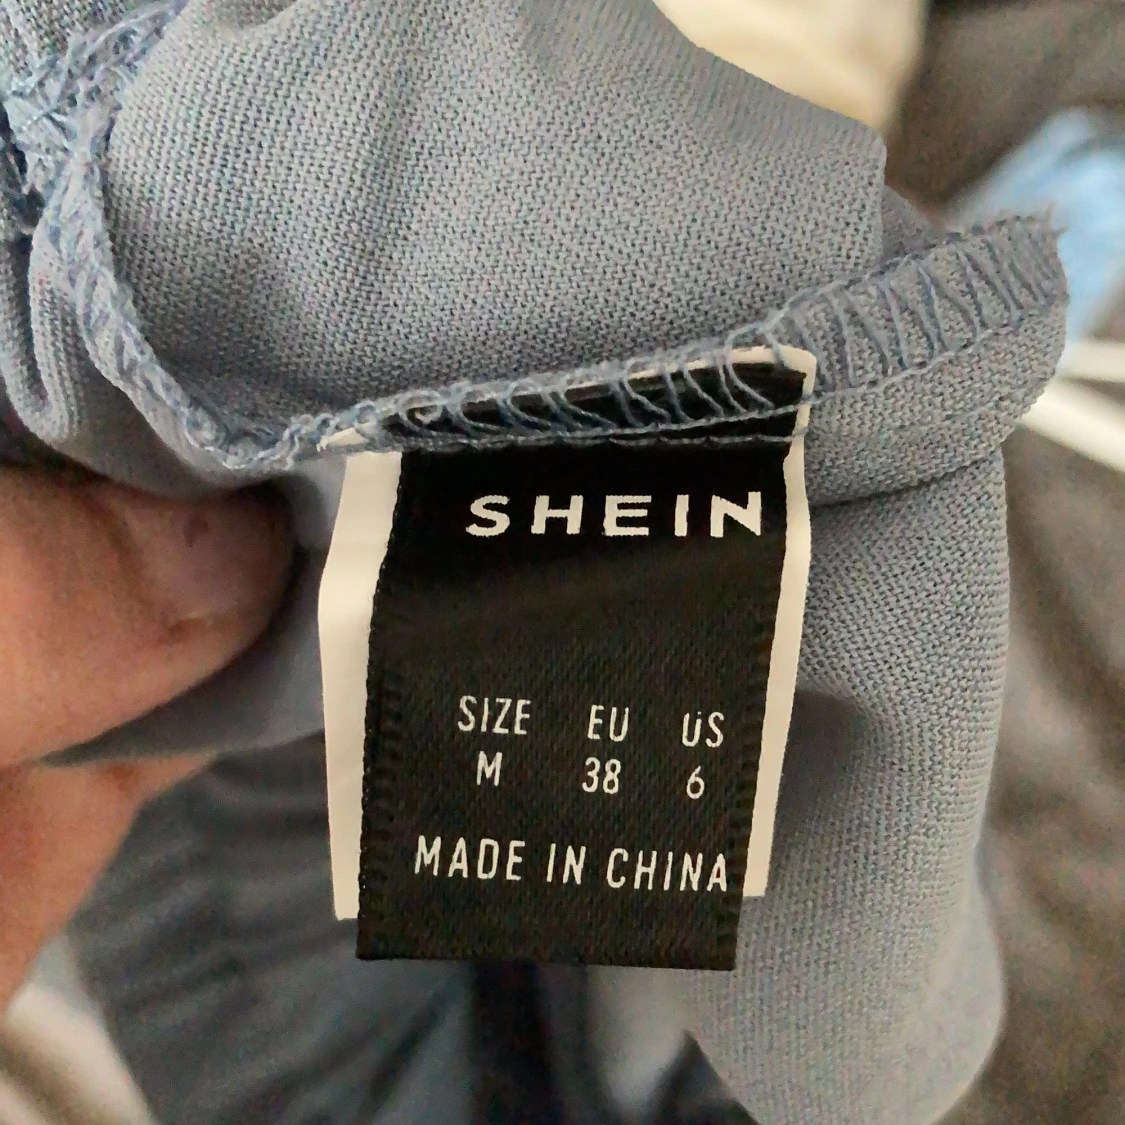 SHEIN
SIZE EU US
M 38 6
MADE IN CHINA